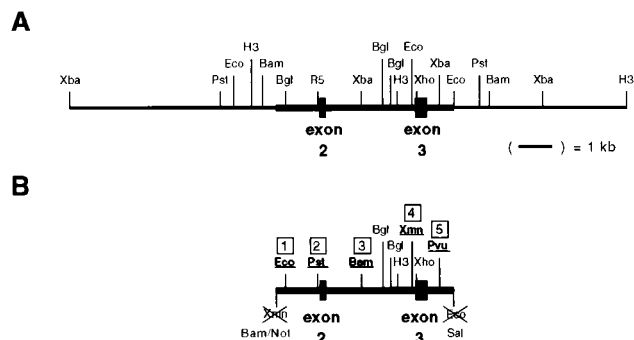 A
H3
Bgl
Eco
Eco
Bam
Bgl
Xba
Pst
Xba
Pst
Bgl
R5
Xba
H3
Xho
Eco
Bam
Xba
H3
exon
exon
2
3
( ) = 1 kb
B
4
1
2
3
Bgl
Xmn
5
Eco
Pst
Bam
Bgl
Pvu
H3
Xho
Xmn
exon
exon
Eco
Bam/Not
2
3
Sal